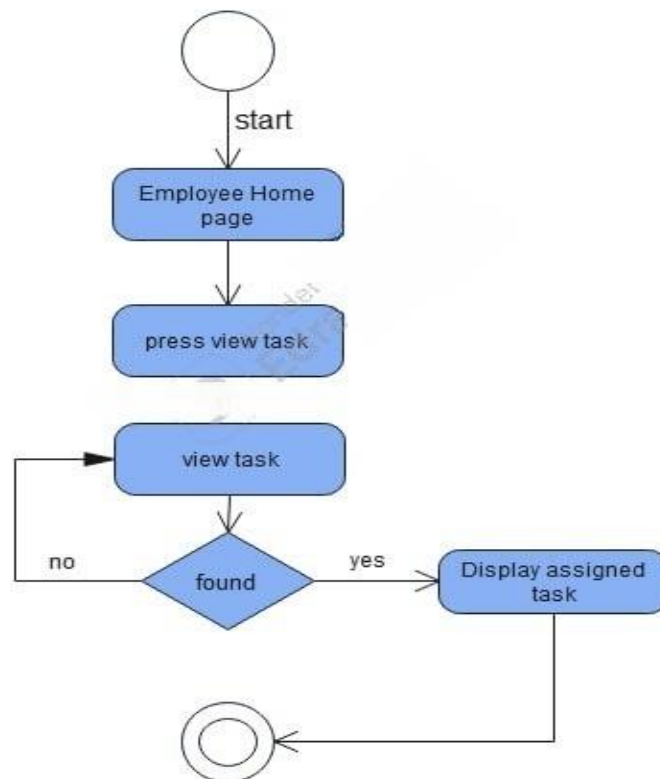 start
Employee Home
page
press view task
view task
no
found
yes
Display assigned
task